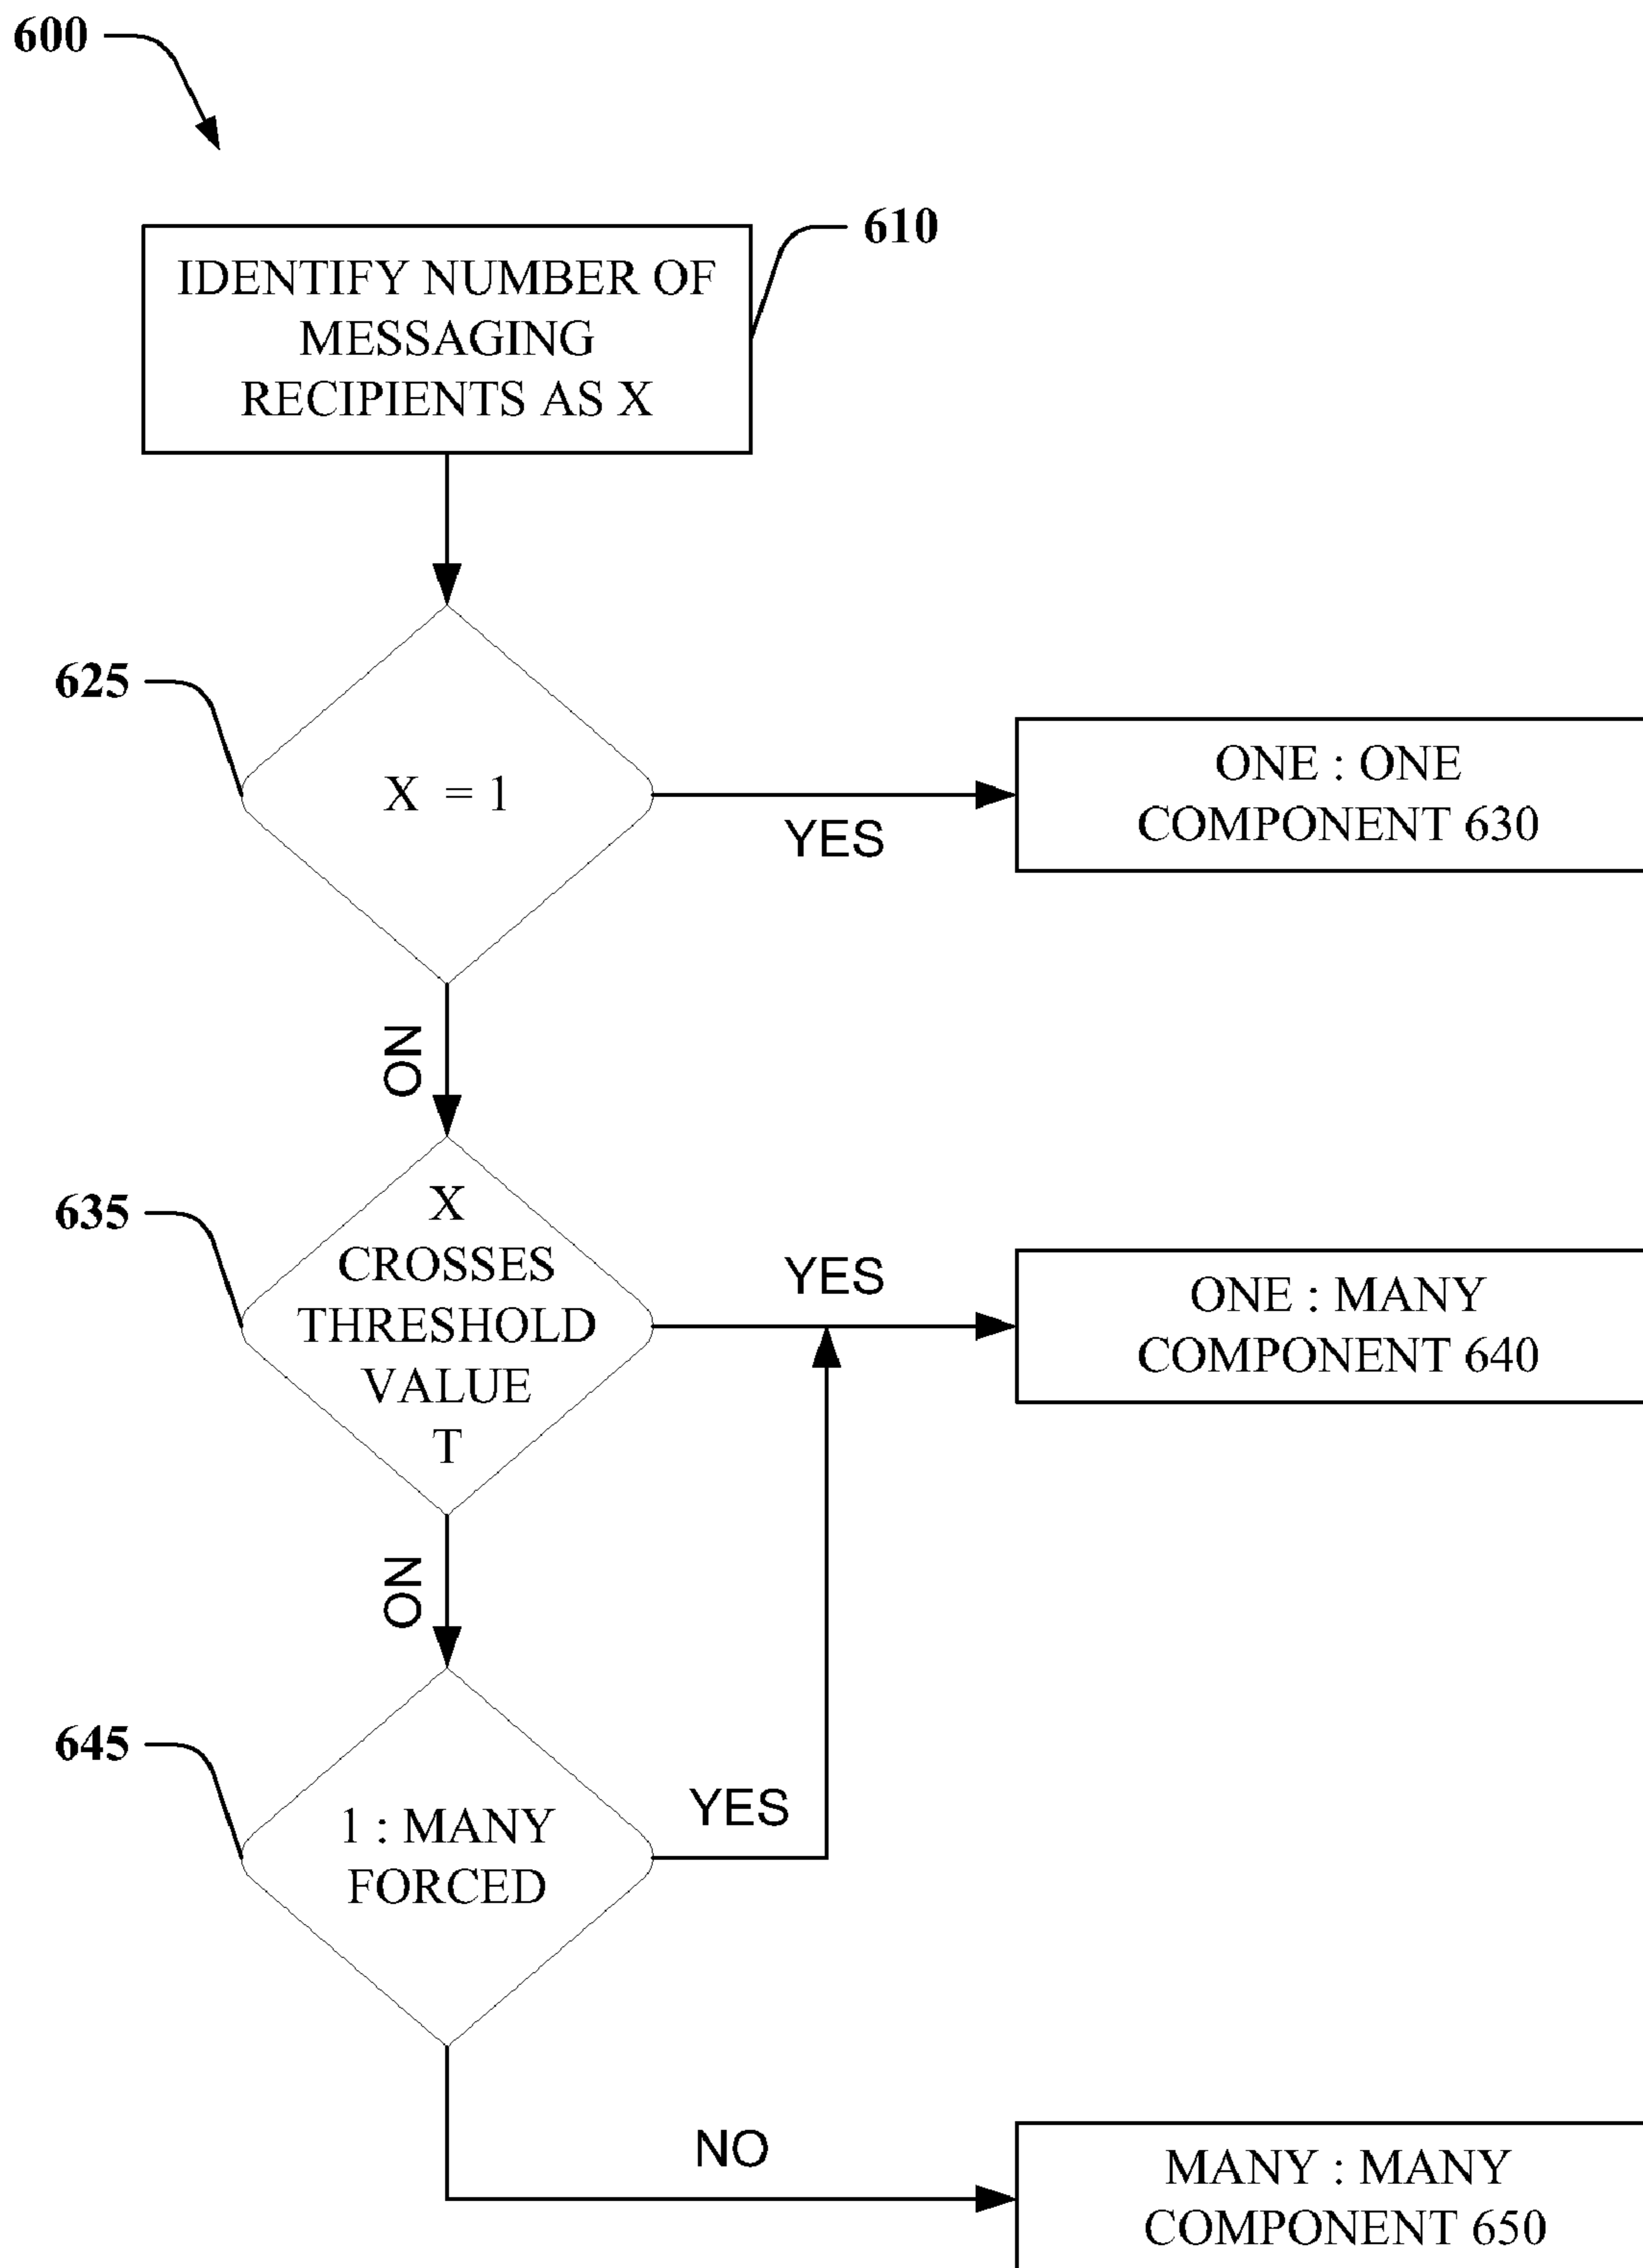 600
610
IDENTIFY NUMBER OF
MESSAGING
RECIPIENTS AS X
625
X = 1
YES
ONE : ONE
COMPONENT 630
NO
635
X
CROSSES
THRESHOLD
VALUE
T
YES
ONE : MANY
COMPONENT 640
NO
645
1 : MANY
FORCED
YES
NO
MANY : MANY
COMPONENT 650